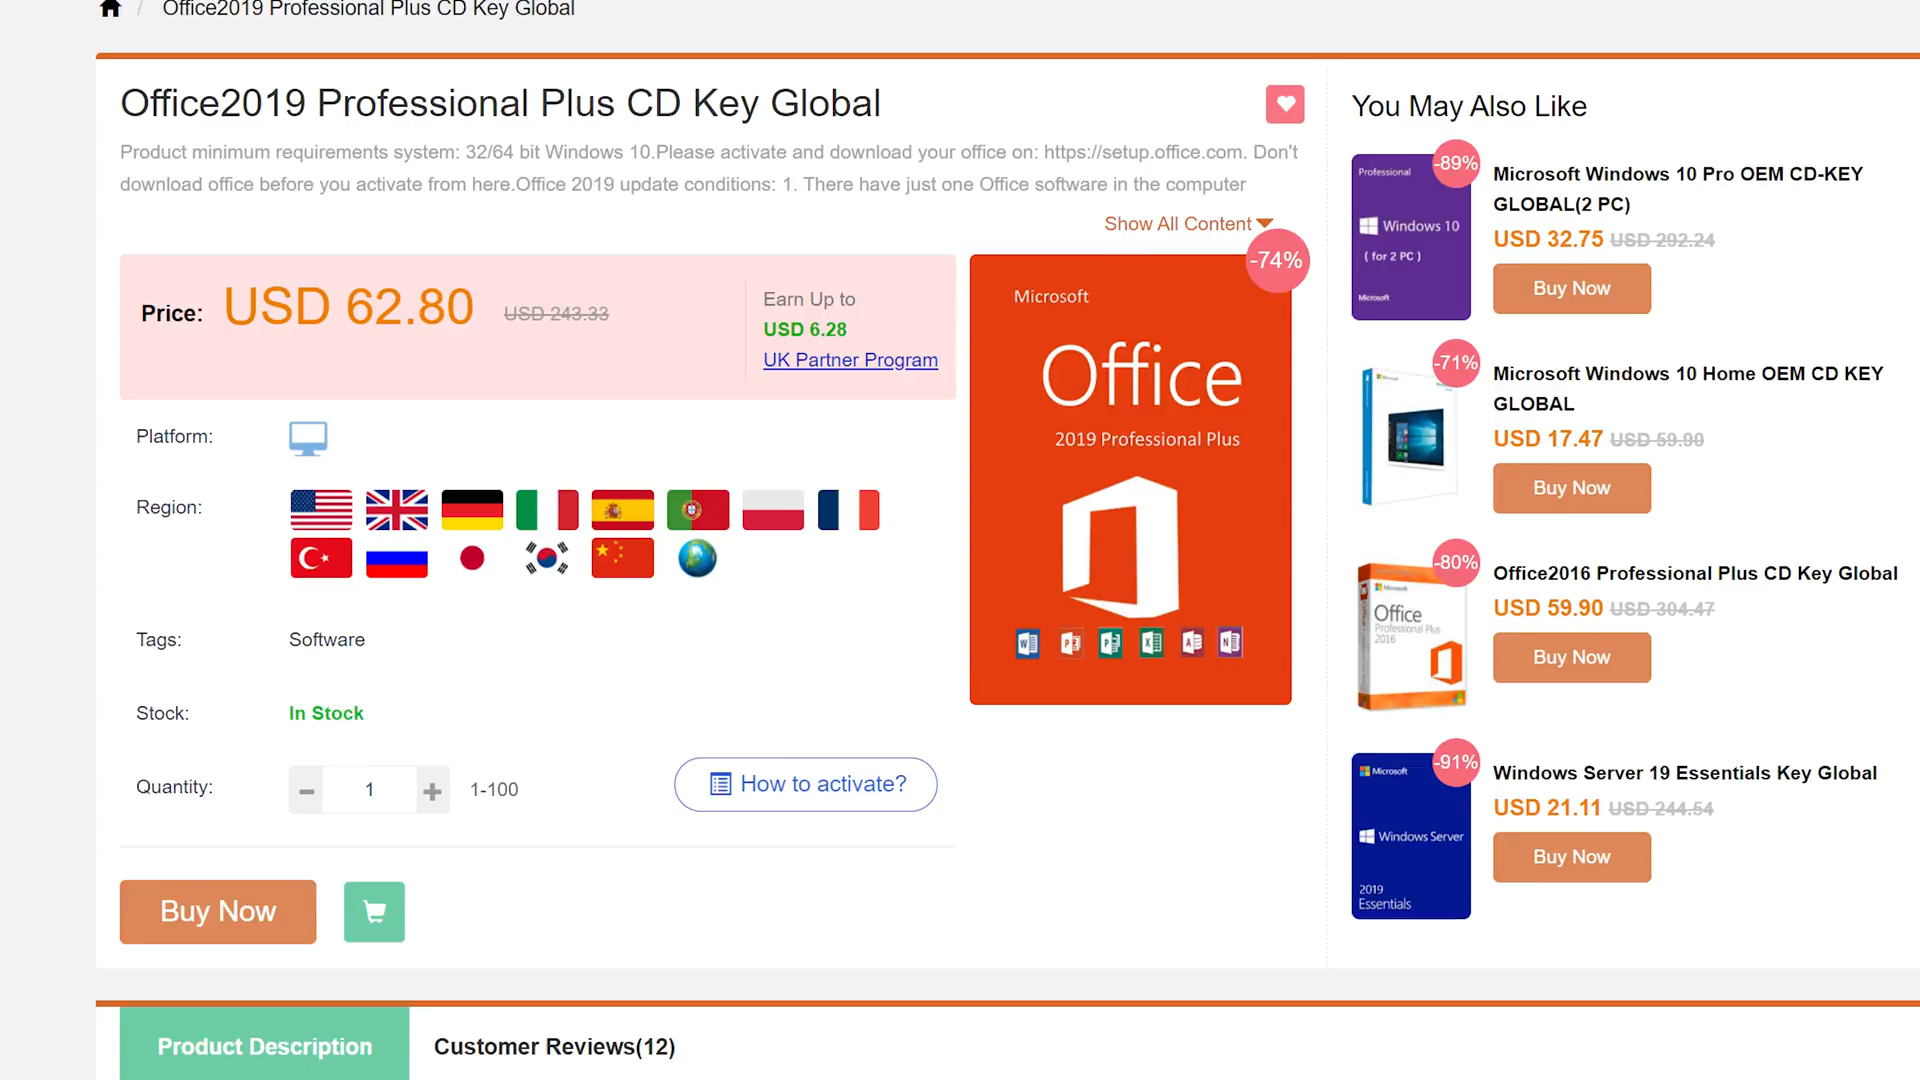 / Office2019 Professional Plus CD Key Global
Office2019 Professional Plus CD Key Global
Product minimum requirements system: 32/64 bit Windows 10.Please activate and download your office on: https://setup.office.com. Don't
download office before you activate from here.Office 2019 update conditions: 1. There have just one Office software in the computer
Show All Content
Price: USD 62.80 USD 243.33
Earn Up to
USD 6.28
UK Partner Program
-74%
Microsoft
Office
2019 Professional Plus
Platform:
Region:
Tags: Software
Stock: In Stock
Quantity: 1 1-100
How to activate?
Buy Now
You May Also Like
Professional
Windows 10
( for 2 PC )
Microsoft
-89%
Microsoft Windows 10 Pro OEM CD-KEY
GLOBAL(2 PC)
USD 32.75 USD 292.24
Buy Now
-71%
Microsoft Windows 10 Home OEM CD KEY
GLOBAL
USD 17.47 USD 59.90
Buy Now
-80%
Microsoft
Office
Professional Plus
2016
Office2016 Professional Plus CD Key Global
USD 59.90 USD 304.47
Buy Now
-91%
Microsoft
Windows Server
2019
Essentials
Windows Server 19 Essentials Key Global
USD 21.11 USD 244.54
Buy Now
Product Description
Customer Reviews(12)